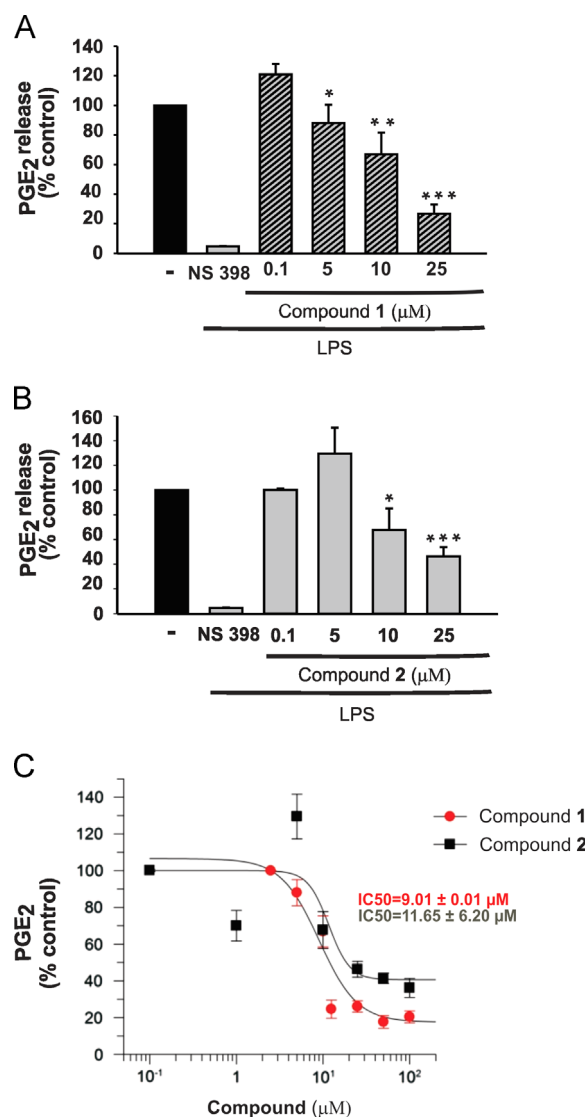 A
PGE2 release
(% control)
140
120
100
80
60
40
20
0
*
* *
***
-
NS 398
0.1
5
10
25
Compound 1 (µM)
LPS
B
PGE2 release
(% control)
160
140
120
100
80
60
40
20
0
*
***
-
NS 398
0.1
5
10
25
Compound 2 (µM)
LPS
C
PGE2
(% control)
140
120
100
80
60
40
20
0
Compound 1
Compound 2
IC50=9.01 ± 0.01 µM
IC50=11.65 ± 6.20 µM
10⁻¹
1
10¹
10²
Compound (µM)